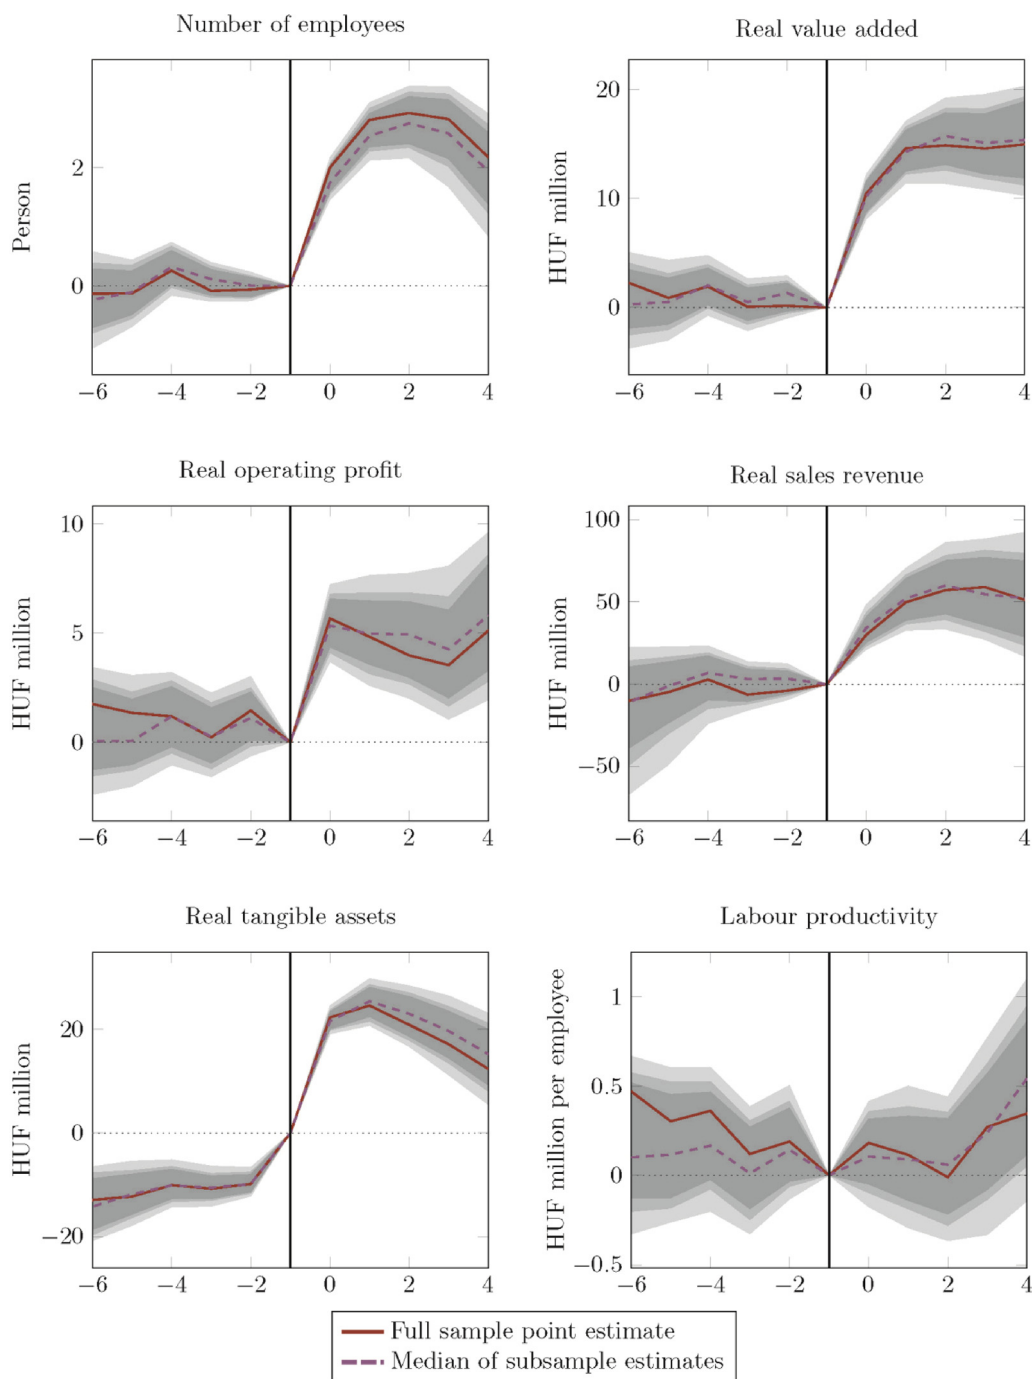 Number of employees
Person
2
0
−6 −4 −2 0 2 4
Real value added
HUF million
20
10
0
−6 −4 −2 0 2 4
Real operating profit
HUF million
10
5
0
−6 −4 −2 0 2 4
Real sales revenue
HUF million
100
50
0
−50
−6 −4 −2 0 2 4
Real tangible assets
HUF million
20
0
−20
−6 −4 −2 0 2 4
Labour productivity
HUF million per employee
1
0.5
0
−0.5
−6 −4 −2 0 2 4
Full sample point estimate
Median of subsample estimates